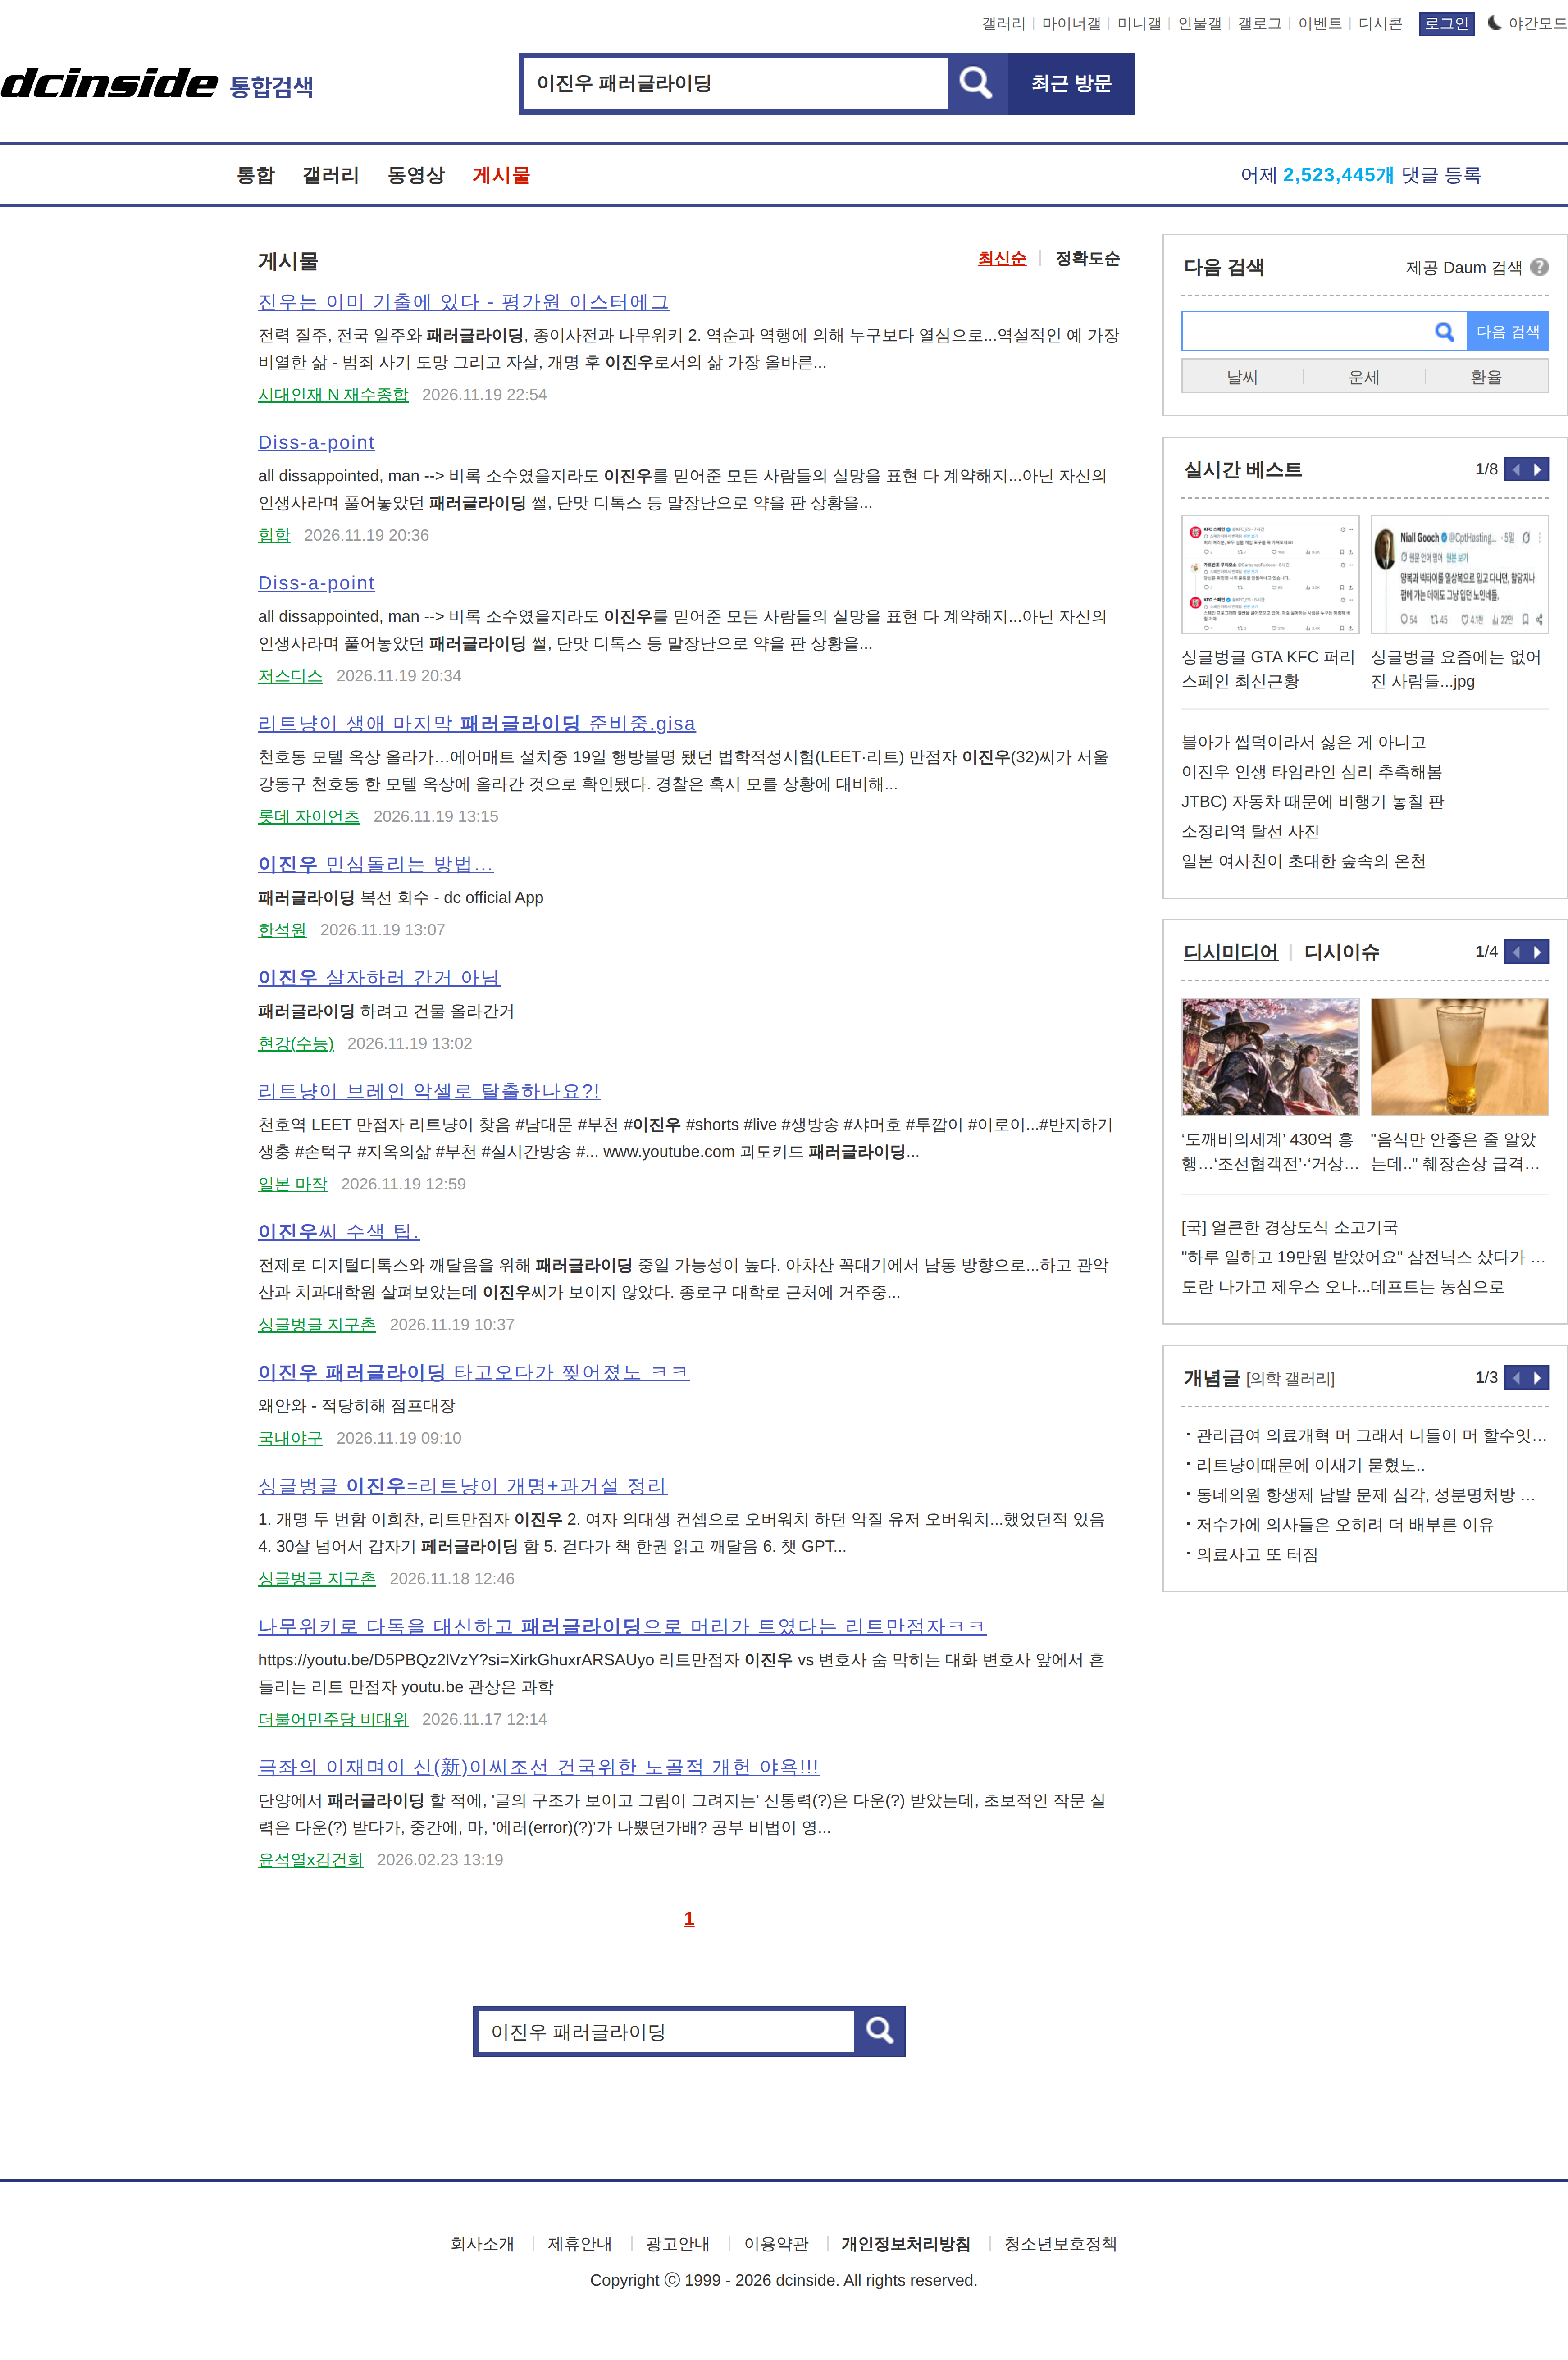 갤러리 마이너갤 미니갤 인물갤 갤로그 이벤트 디시콘 로그인 야간모드
dcinside 통합검색
이진우 패러글라이딩
최근 방문
통합 갤러리 동영상 게시물
어제 2,523,445개 댓글 등록
게시물
최신순 정확도순
진우는 이미 기출에 있다 - 평가원 이스터에그
전력 질주, 전국 일주와 패러글라이딩, 종이사전과 나무위키 2. 역순과 역행에 의해 누구보다 열심으로...역설적인 예 가장
비열한 삶 - 범죄 사기 도망 그리고 자살, 개명 후 이진우로서의 삶 가장 올바른...
시대인재 N 재수종합 2026.11.19 22:54
Diss-a-point
all dissappointed, man --> 비록 소수였을지라도 이진우를 믿어준 모든 사람들의 실망을 표현 다 계약해지...아닌 자신의
인생사라며 풀어놓았던 패러글라이딩 썰, 단맛 디톡스 등 말장난으로 약을 판 상황을...
힙합 2026.11.19 20:36
Diss-a-point
all dissappointed, man --> 비록 소수였을지라도 이진우를 믿어준 모든 사람들의 실망을 표현 다 계약해지...아닌 자신의
인생사라며 풀어놓았던 패러글라이딩 썰, 단맛 디톡스 등 말장난으로 약을 판 상황을...
저스디스 2026.11.19 20:34
리트냥이 생애 마지막 패러글라이딩 준비중.gisa
천호동 모텔 옥상 올라가…에어매트 설치중 19일 행방불명 됐던 법학적성시험(LEET·리트) 만점자 이진우(32)씨가 서울
강동구 천호동 한 모텔 옥상에 올라간 것으로 확인됐다. 경찰은 혹시 모를 상황에 대비해...
롯데 자이언츠 2026.11.19 13:15
이진우 민심돌리는 방법...
패러글라이딩 복선 회수 - dc official App
한석원 2026.11.19 13:07
이진우 살자하러 간거 아님
패러글라이딩 하려고 건물 올라간거
현강(수능) 2026.11.19 13:02
리트냥이 브레인 악셀로 탈출하나요?!
천호역 LEET 만점자 리트냥이 찾음 #남대문 #부천 #이진우 #shorts #live #생방송 #샤머호 #투깝이 #이로이...#반지하기
생충 #손턱구 #지옥의삶 #부천 #실시간방송 #... www.youtube.com 괴도키드 패러글라이딩...
일본 마작 2026.11.19 12:59
이진우씨 수색 팁.
전제로 디지털디톡스와 깨달음을 위해 패러글라이딩 중일 가능성이 높다. 아차산 꼭대기에서 남동 방향으로...하고 관악
산과 치과대학원 살펴보았는데 이진우씨가 보이지 않았다. 종로구 대학로 근처에 거주중...
싱글벙글 지구촌 2026.11.19 10:37
이진우 패러글라이딩 타고오다가 찢어졌노 ㅋㅋ
왜안와 - 적당히해 점프대장
국내야구 2026.11.19 09:10
싱글벙글 이진우=리트냥이 개명+과거설 정리
1. 개명 두 번함 이희찬, 리트만점자 이진우 2. 여자 의대생 컨셉으로 오버워치 하던 악질 유저 오버워치...했었던적 있음
4. 30살 넘어서 갑자기 페러글라이딩 함 5. 걷다가 책 한권 읽고 깨달음 6. 챗 GPT...
싱글벙글 지구촌 2026.11.18 12:46
나무위키로 다독을 대신하고 패러글라이딩으로 머리가 트였다는 리트만점자ㅋㅋ
https://youtu.be/D5PBQz2lVzY?si=XirkGhuxrARSAUyo 리트만점자 이진우 vs 변호사 숨 막히는 대화 변호사 앞에서 흔
들리는 리트 만점자 youtu.be 관상은 과학
더불어민주당 비대위 2026.11.17 12:14
극좌의 이재며이 신(新)이씨조선 건국위한 노골적 개헌 야욕!!!
단양에서 패러글라이딩 할 적에, '글의 구조가 보이고 그림이 그려지는' 신통력(?)은 다운(?) 받았는데, 초보적인 작문 실
력은 다운(?) 받다가, 중간에, 마, '에러(error)(?)'가 나뿠던가배? 공부 비법이 영...
윤석열x김건희 2026.02.23 13:19
1
이진우 패러글라이딩
다음 검색 제공 Daum 검색 ?
다음 검색
날씨 운세 환율
실시간 베스트 1/8
KFC 스페인 @KFC_ES · 7시간
Niall Gooch @CptHasting... · 5일
원문 언어 영어 원본 보기
양복과 넥타이를 일상복으로 입고 다니던, 할당지나
펍에 가는 데에도 그냥 입던 노인네들.
54 45 4.1천 22만
싱글벙글 GTA KFC 퍼리
스페인 최신근황
싱글벙글 요즘에는 없어
진 사람들...jpg
블아가 씹덕이라서 싫은 게 아니고
이진우 인생 타임라인 심리 추측해봄
JTBC) 자동차 때문에 비행기 놓칠 판
소정리역 탈선 사진
일본 여사친이 초대한 숲속의 온천
디시미디어 디시이슈 1/4
‘도깨비의세계’ 430억 흥
행…‘조선협객전’·‘거상…
"음식만 안좋은 줄 알았
는데.." 췌장손상 급격…
[국] 얼큰한 경상도식 소고기국
"하루 일하고 19만원 받았어요" 삼전닉스 샀다가 …
도란 나가고 제우스 오나...데프트는 농심으로
개념글 [의학 갤러리] 1/3
관리급여 의료개혁 머 그래서 니들이 머 할수잇…
리트냥이때문에 이새기 묻혔노..
동네의원 항생제 남발 문제 심각, 성분명처방 …
저수가에 의사들은 오히려 더 배부른 이유
의료사고 또 터짐
회사소개 제휴안내 광고안내 이용약관 개인정보처리방침 청소년보호정책
Copyright ⓒ 1999 - 2026 dcinside. All rights reserved.